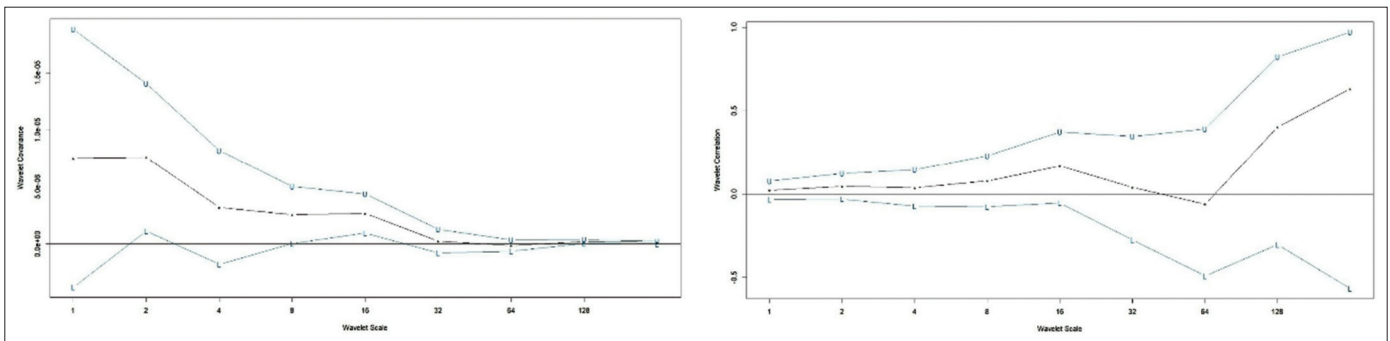 Wavelet Covariance
1.5e-05
1.0e-05
5.0e-06
0.0e+00
U U U U U U U U U
L L L L L L L L L
1 2 4 8 16 32 64 128
Wavelet Scale
Wavelet Correlation
1.0
0.5
0.0
-0.5
U U U U U U U U U
L L L L L L L L L
1 2 4 8 16 32 64 128
Wavelet Scale